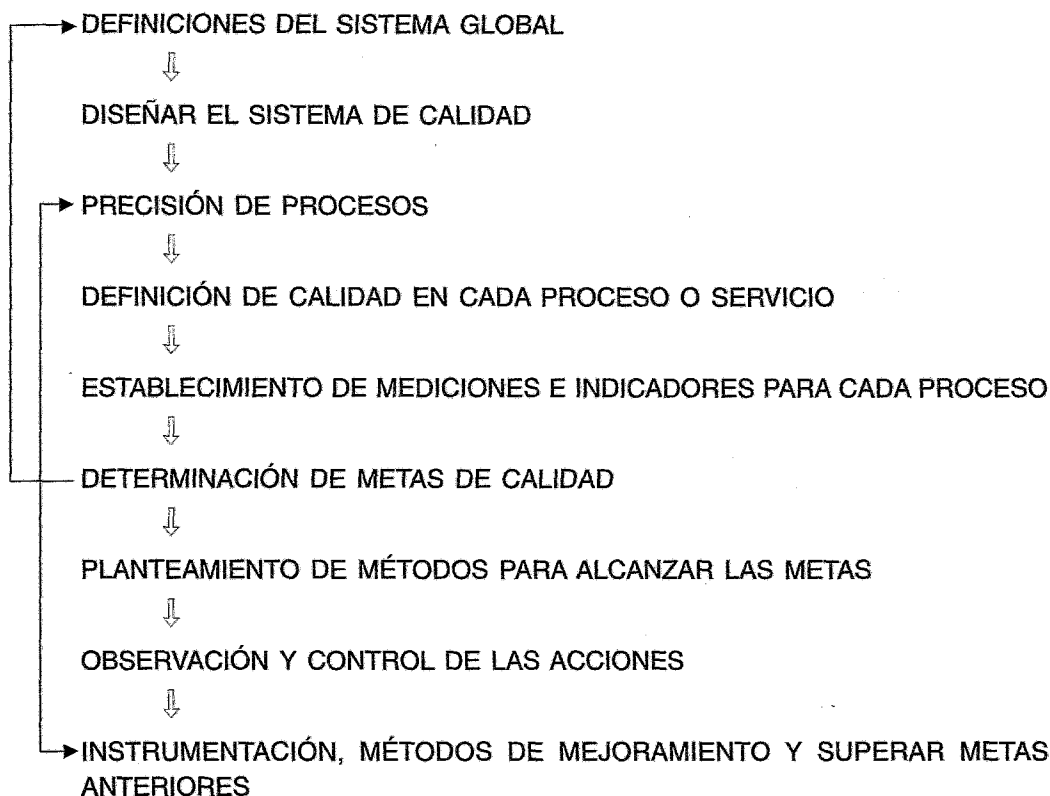 DEFINICIONES DEL SISTEMA GLOBAL
DISEÑAR EL SISTEMA DE CALIDAD
PRECISIÓN DE PROCESOS
DEFINICIÓN DE CALIDAD EN CADA PROCESO O SERVICIO
ESTABLECIMIENTO DE MEDICIONES E INDICADORES PARA CADA PROCESO
DETERMINACIÓN DE METAS DE CALIDAD
PLANTEAMIENTO DE MÉTODOS PARA ALCANZAR LAS METAS
OBSERVACIÓN Y CONTROL DE LAS ACCIONES
INSTRUMENTACIÓN, MÉTODOS DE MEJORAMIENTO Y SUPERAR METAS
ANTERIORES